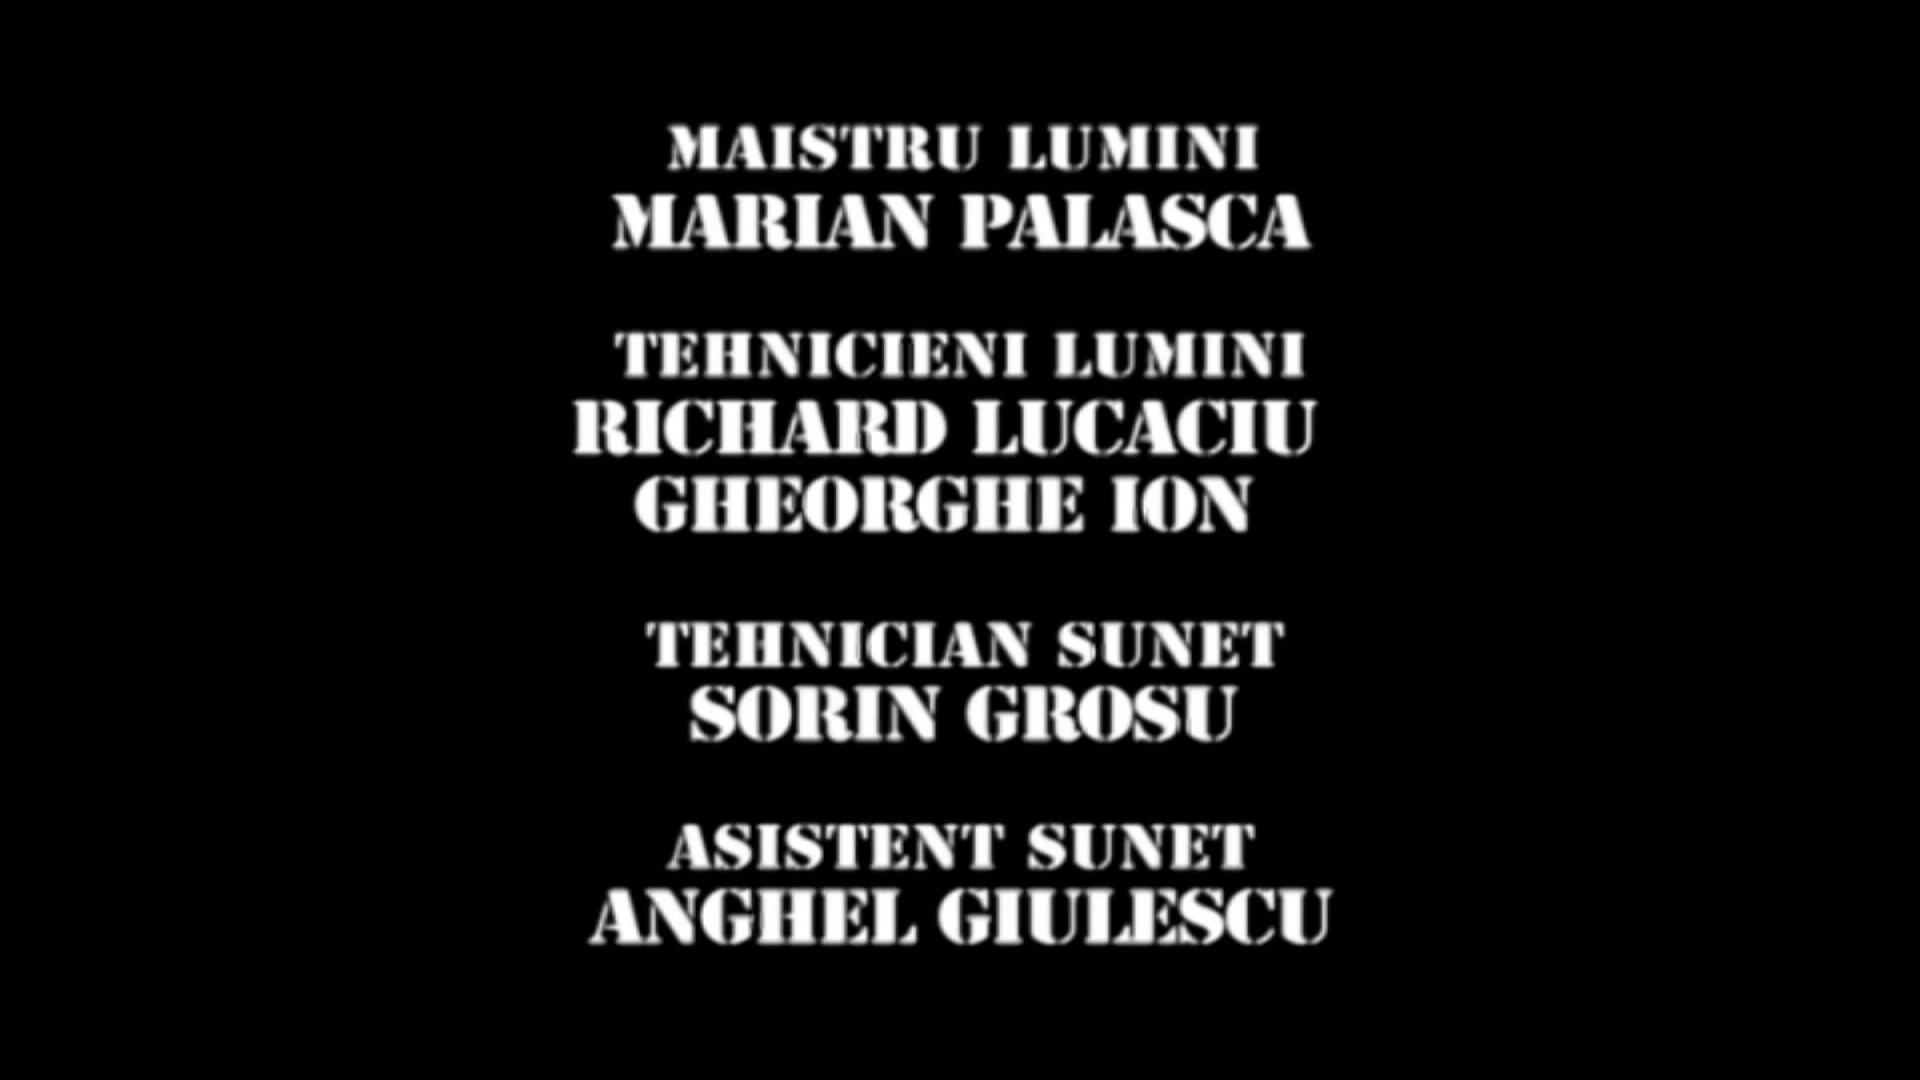 MAISTRU LUMINI
MARIAN PALASCA
TEHNICIENI LUMINI
RICHARD LUCACIU
GHEORGHE ION
TEHNICIAN SUNET
SORIN GROSU
ASISTENT SUNET
ANGHEL GIULESCU